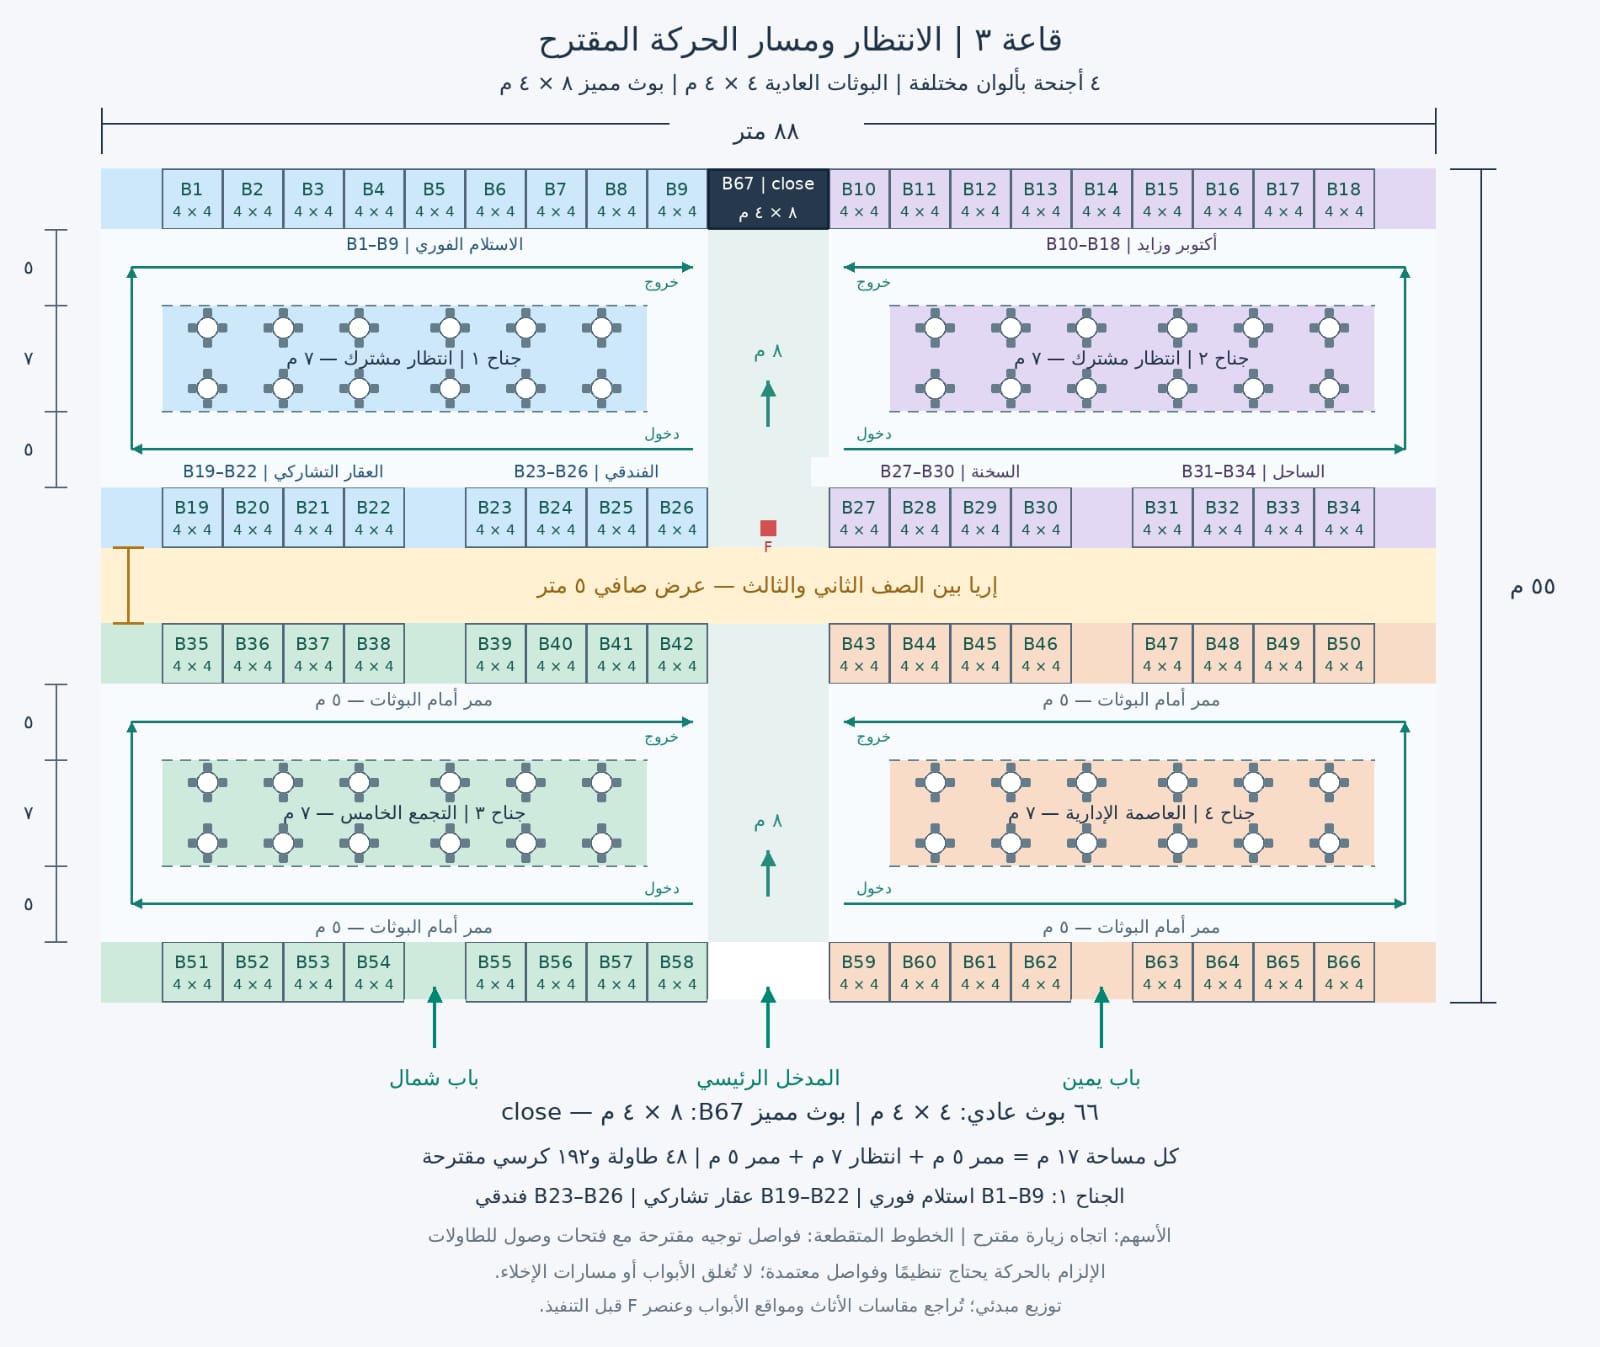 قاعة ٣ | الانتظار ومسار الحركة المقترح
٤ أجنحة بألوان مختلفة | البوثات العادية ٤ × ٤ م | بوث مميز ٨ × ٤ م
٨٨ متر
B1 B2 B3 B4 B5 B6 B7 B8 B9 B67 | close B10 B11 B12 B13 B14 B15 B16 B17 B18
4 × 4 4 × 4 4 × 4 4 × 4 4 × 4 4 × 4 4 × 4 4 × 4 4 × 4 ٨ × ٤ م 4 × 4 4 × 4 4 × 4 4 × 4 4 × 4 4 × 4 4 × 4 4 × 4 4 × 4
الاستلام الفوري | B1–B9
أكتوبر وزايد | B10–B18
٥
خروج
خروج
٨ م
٧
جناح ١ | انتظار مشترك — ٧ م
جناح ٢ | انتظار مشترك — ٧ م
دخول
دخول
٥
العقار التشاركي | B19–B22
الفندقي | B23–B26
السخنة | B27–B30
الساحل | B31–B34
B19 B20 B21 B22 B23 B24 B25 B26 B27 B28 B29 B30 B31 B32 B33 B34
4 × 4 4 × 4 4 × 4 4 × 4 4 × 4 4 × 4 4 × 4 4 × 4 4 × 4 4 × 4 4 × 4 4 × 4 4 × 4 4 × 4 4 × 4 4 × 4
F
إريا بين الصف الثاني والثالث — عرض صافي ٥ متر
٥٥ م
B35 B36 B37 B38 B39 B40 B41 B42 B43 B44 B45 B46 B47 B48 B49 B50
4 × 4 4 × 4 4 × 4 4 × 4 4 × 4 4 × 4 4 × 4 4 × 4 4 × 4 4 × 4 4 × 4 4 × 4 4 × 4 4 × 4 4 × 4 4 × 4
ممر أمام البوثات — ٥ م
ممر أمام البوثات — ٥ م
٥
خروج
خروج
٧
جناح ٣ | التجمع الخامس — ٧ م
جناح ٤ | العاصمة الإدارية — ٧ م
٨ م
دخول
دخول
٥
ممر أمام البوثات — ٥ م
ممر أمام البوثات — ٥ م
B51 B52 B53 B54 B55 B56 B57 B58 B59 B60 B61 B62 B63 B64 B65 B66
4 × 4 4 × 4 4 × 4 4 × 4 4 × 4 4 × 4 4 × 4 4 × 4 4 × 4 4 × 4 4 × 4 4 × 4 4 × 4 4 × 4 4 × 4 4 × 4
باب شمال
المدخل الرئيسي
باب يمين
٦٦ بوث عادي: ٤ × ٤ م | بوث مميز B67: ٨ × ٤ م — close
كل مساحة ١٧ م = ممر ٥ م + انتظار ٧ م + ممر ٥ م | ٤٨ طاولة و١٩٢ كرسي مقترحة
الجناح ١: B1–B9 استلام فوري | B19–B22 عقار تشاركي | B23–B26 فندقي
الأسهم: اتجاه زيارة مقترح | الخطوط المتقطعة: فواصل توجيه مقترحة مع فتحات وصول للطاولات
الإلزام بالحركة يحتاج تنظيمًا وفواصل معتمدة؛ لا تُغلق الأبواب أو مسارات الإخلاء.
توزيع مبدئي؛ تُراجع مقاسات الأثاث ومواقع الأبواب وعنصر F قبل التنفيذ.